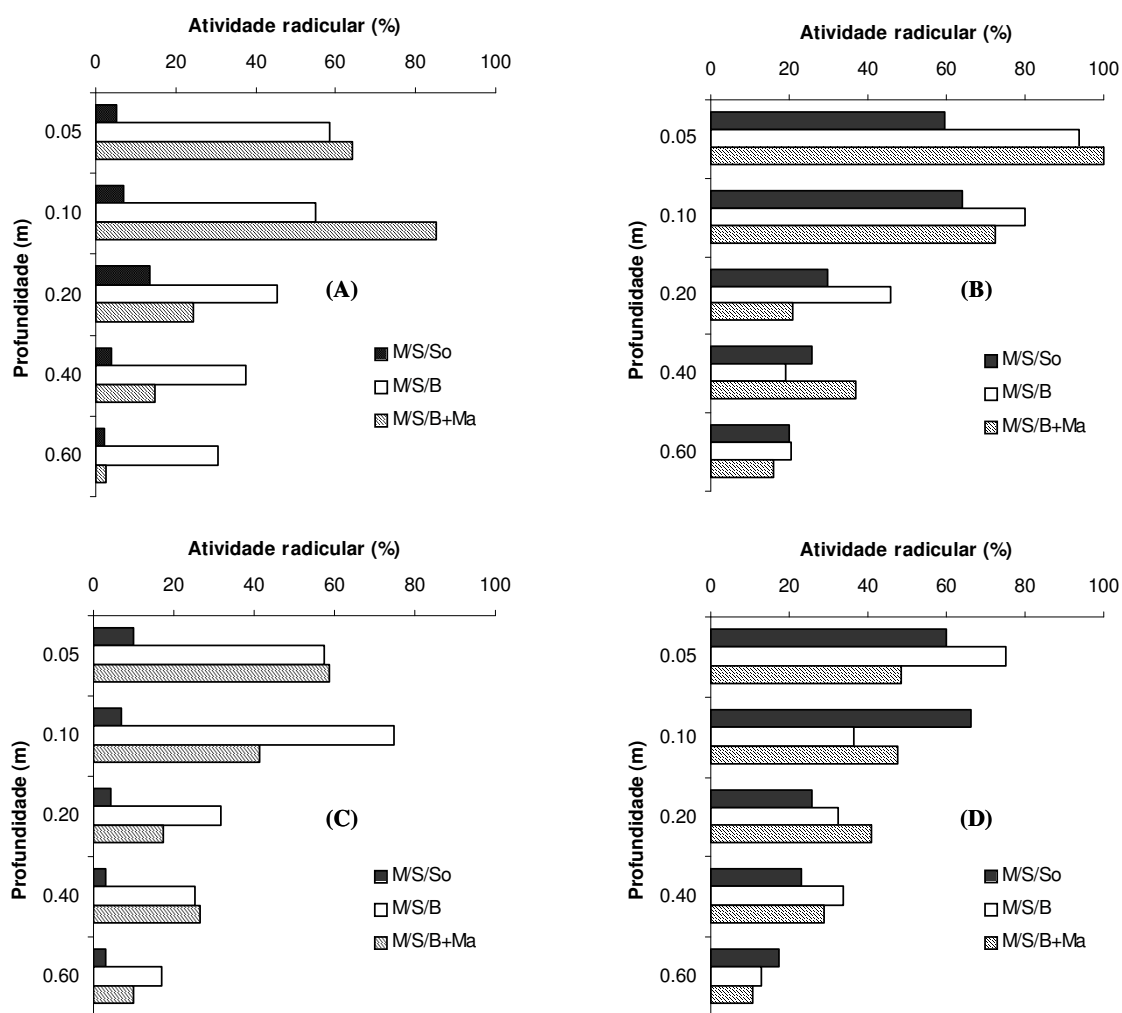 Atividade radicular (%)
0 20 40 60 80 100
Profundidade (m)
0.05
0.10
0.20
0.40
0.60
(A)
M/S/So
M/S/B
M/S/B+Ma
Atividade radicular (%)
0 20 40 60 80 100
Profundidade (m)
0.05
0.10
0.20
0.40
0.60
(B)
M/S/So
M/S/B
M/S/B+Ma
Atividade radicular (%)
0 20 40 60 80 100
Profundidade (m)
0.05
0.10
0.20
0.40
0.60
(C)
M/S/So
M/S/B
M/S/B+Ma
Atividade radicular (%)
0 20 40 60 80 100
Profundidade (m)
0.05
0.10
0.20
0.40
0.60
(D)
M/S/So
M/S/B
M/S/B+Ma